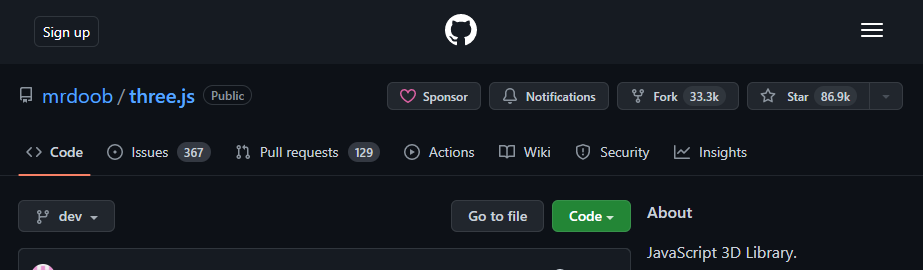 Sign up
mrdoob / three.js Public Sponsor Notifications Fork 33.3k Star 86.9k
Code Issues 367 Pull requests 129 Actions Wiki Security Insights
dev Go to file Code About
JavaScript 3D Library.